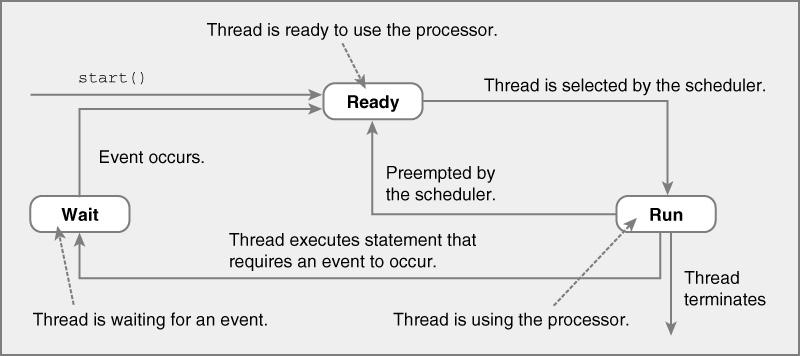 Thread is ready to use the processor.
start()
Thread is selected by the scheduler.
Ready
Event occurs.
Preempted by
the scheduler.
Wait
Run
Thread executes statement that
requires an event to occur.
Thread
terminates
Thread is waiting for an event.
Thread is using the processor.